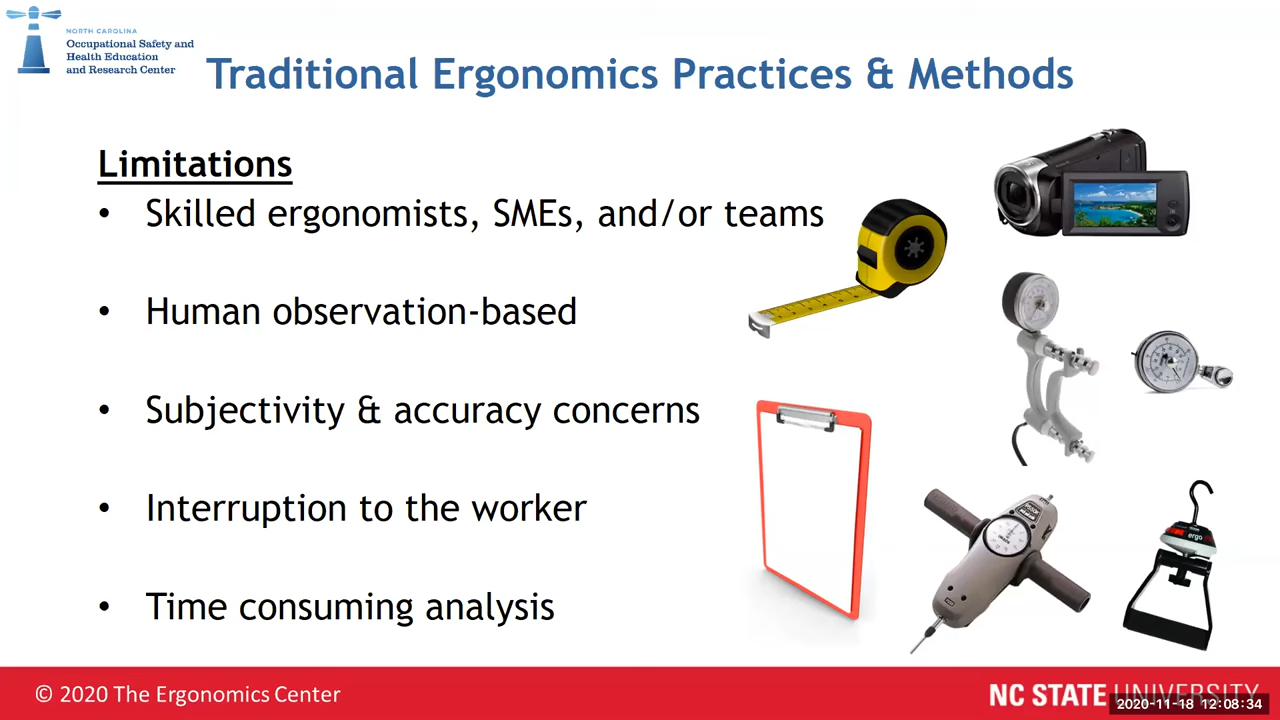 NORTH CAROLINA
Occupational Safety and
Health Education
and Research Center
Traditional Ergonomics Practices & Methods
Limitations
• Skilled ergonomists, SMEs, and/or teams
• Human observation-based
• Subjectivity & accuracy concerns
• Interruption to the worker
• Time consuming analysis
ergo
© 2020 The Ergonomics Center
NC STATE UNIVERSITY
2020-11-18 12:08:34